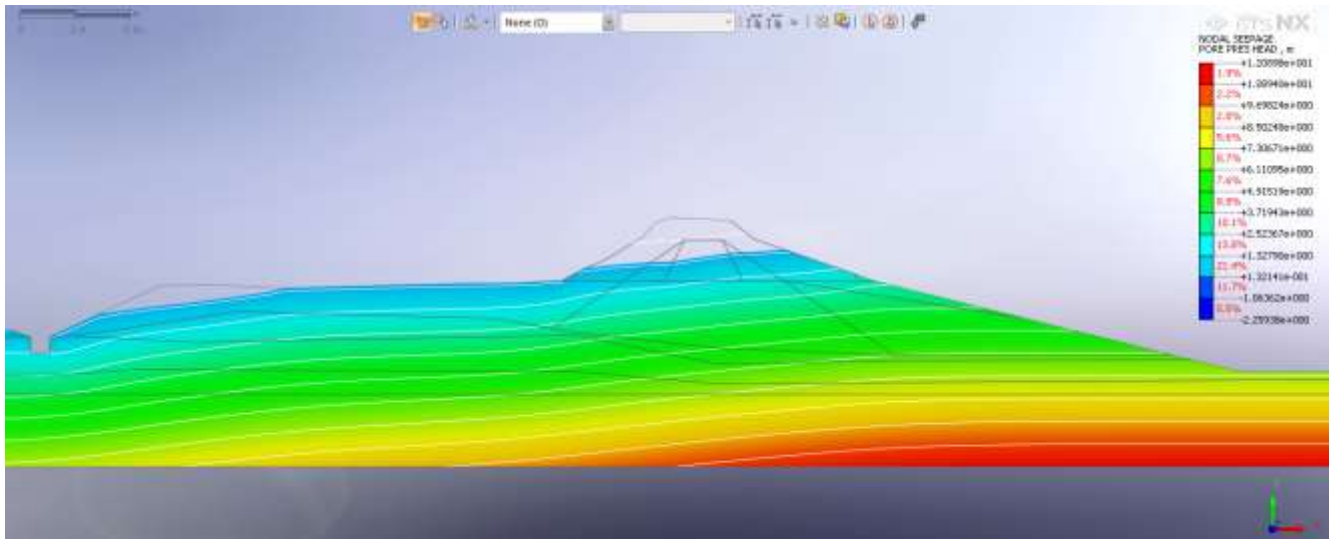 None (0)
GTS NX
NODAL SEEPAGE
PORE PRES HEAD , m
+1.20898e+001
1.9%
+1.08940e+001
2.2%
+9.69824e+000
2.8%
+8.50248e+000
5.6%
+7.30671e+000
8.7%
+6.11095e+000
7.6%
+4.91519e+000
8.9%
+3.71943e+000
10.1%
+2.52367e+000
13.8%
+1.32790e+000
21.4%
+1.32141e-001
11.7%
-1.06362e+000
-2.25938e+000